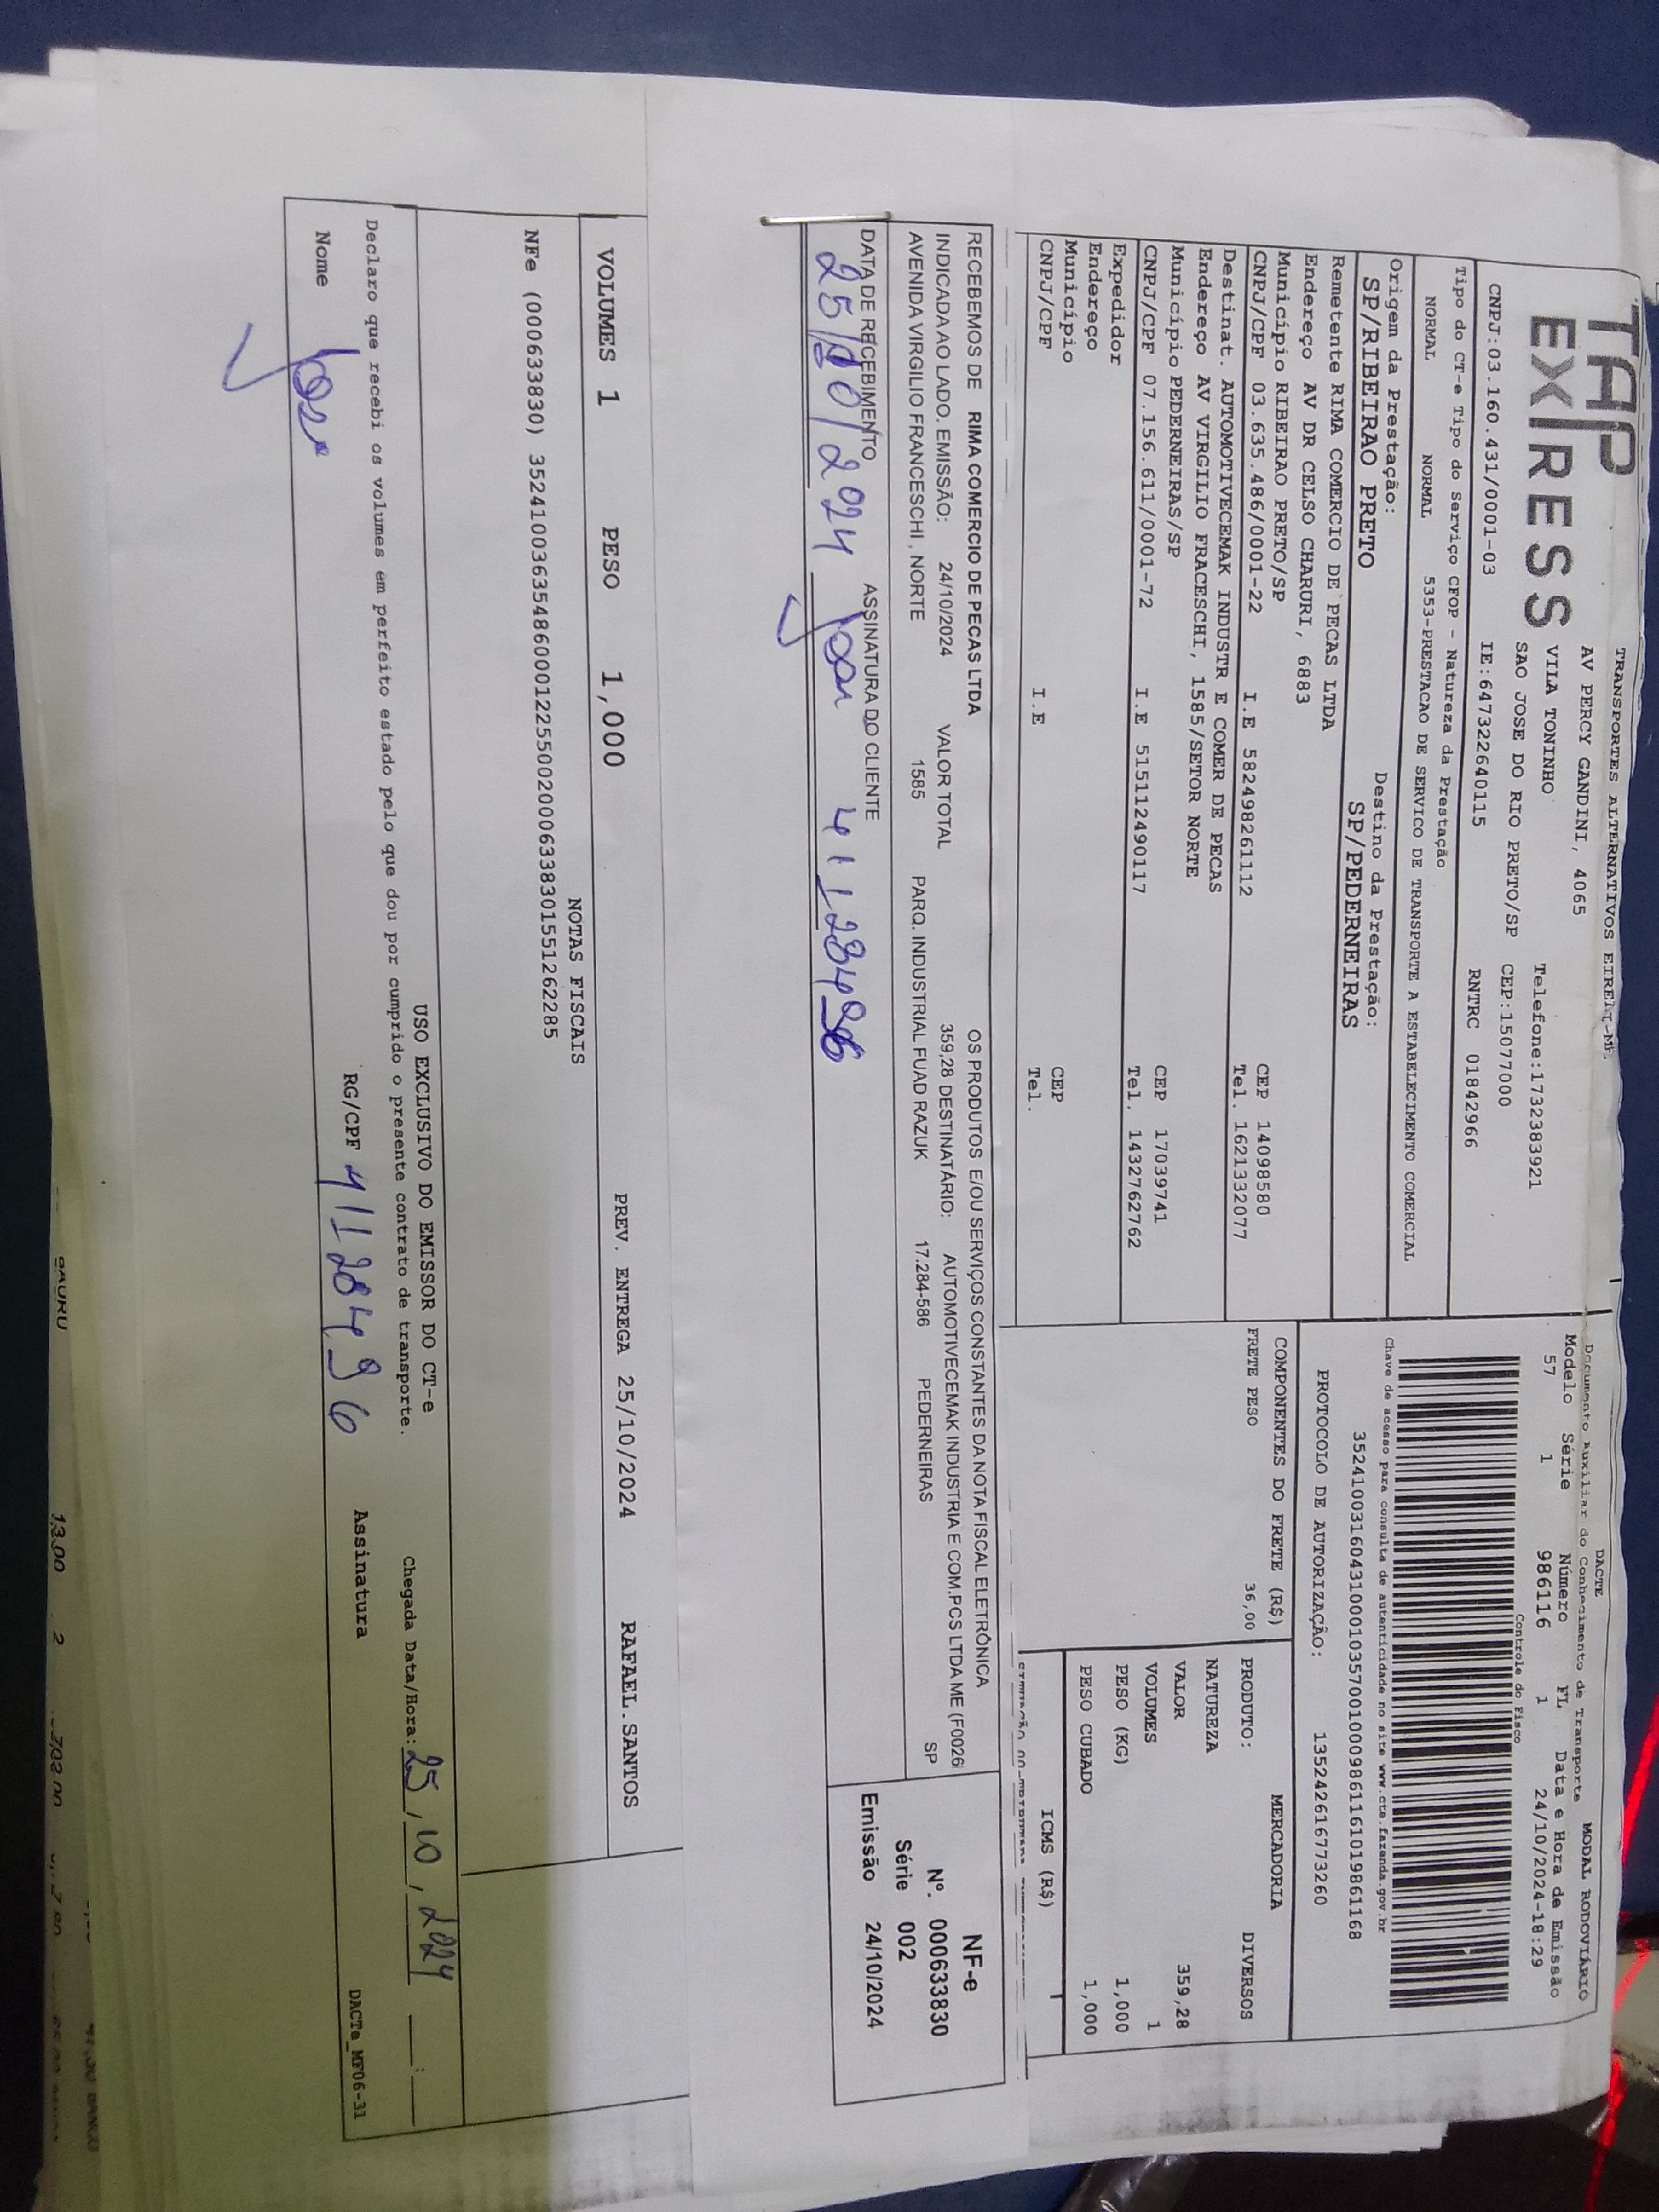 TAP
EXPRESS
TRANSPORTES ALTERNATIVOS EIRELI-ME
AV PERCY GANDINI, 4065
VILA TONINHO
Telefone:1732383921
SAO JOSE DO RIO PRETO/SP CEP:15077000
CNPJ:03.160.431/0001-03 IE:647322640115 RNTRC 01842966
Tipo do CT-e Tipo do Serviço CFOP - Natureza da Prestação
NORMAL NORMAL 5353-PRESTACAO DE SERVICO DE TRANSPORTE A ESTABELECIMENTO COMERCIAL
Origem da Prestação: Destino da Prestação:
SP/RIBEIRAO PRETO SP/PEDERNEIRAS
Remetente RIMA COMERCIO DE PECAS LTDA
Endereço AV DR CELSO CHARURI, 6883
Município RIBEIRAO PRETO/SP CEP 14098580
CNPJ/CPF 03.635.486/0001-22 I.E 582498261112 Tel. 1621332077
Destinat. AUTOMOTIVECEMAK INDUSTR E COMER DE PECAS
Endereço AV VIRGILIO FRACESCHI, 1585/SETOR NORTE
Município PEDERNEIRAS/SP CEP 17039741
CNPJ/CPF 07.156.611/0001-72 I.E 515112490117 Tel. 1432762762
Expedidor
Endereço
Município CEP
CNPJ/CPF I.E Tel.
DACTE MODAL RODOVIÁRIO
Documento Auxiliar do Conhecimento de Transporte
Modelo Série Número FL Data e Hora de Emissão
57 1 986116 1 24/10/2024-18:29
Controle do Fisco
Chave de acesso para consulta de autenticidade no site www.cte.fazenda.gov.br
35241003160431000103570010009861161019861168
PROTOCOLO DE AUTORIZAÇÃO: 135242616773260
COMPONENTES DO FRETE (R$)
FRETE PESO 36,00
MERCADORIA
PRODUTO: DIVERSOS
NATUREZA
VALOR 359,28
VOLUMES 1
PESO (KG) 1,000
PESO CUBADO 1,000
ICMS (R$)
RECEBEMOS DE RIMA COMERCIO DE PECAS LTDA OS PRODUTOS E/OU SERVIÇOS CONSTANTES DA NOTA FISCAL ELETRÔNICA
INDICADA AO LADO. EMISSÃO: 24/10/2024 VALOR TOTAL 359,28 DESTINATÁRIO: AUTOMOTIVECEMAK INDUSTRIA E COM.PCS LTDA ME (F0026
AVENIDA VIRGILIO FRANCESCHI , NORTE 1585 PARQ. INDUSTRIAL FUAD RAZUK 17.284-586 PEDERNEIRAS SP
DATA DE RECEBIMENTO ASSINATURA DO CLIENTE
25/10/2024 411284996
NF-e
Nº. 000633830
Série 002
Emissão 24/10/2024
VOLUMES 1 PESO 1,000 PREV. ENTREGA 25/10/2024 RAFAEL.SANTOS
NOTAS FISCAIS
NFe (000633830) 35241003635486000122550020006338301551262285
USO EXCLUSIVO DO EMISSOR DO CT-e
Declaro que recebi os volumes em perfeito estado pelo que dou por cumprido o presente contrato de transporte. Chegada Data/Hora: 25,10,2024
Nome RG/CPF 411284996 Assinatura
DACTe_MF06-31